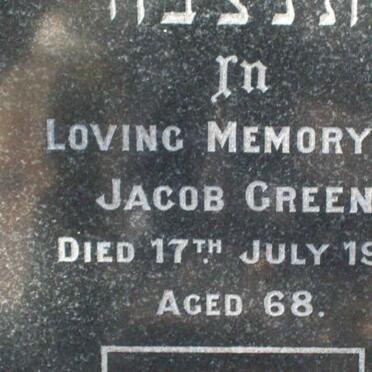 In
LOVING MEMORY
JACOB GREEN
DIED 17TH JULY 19
AGED 68.